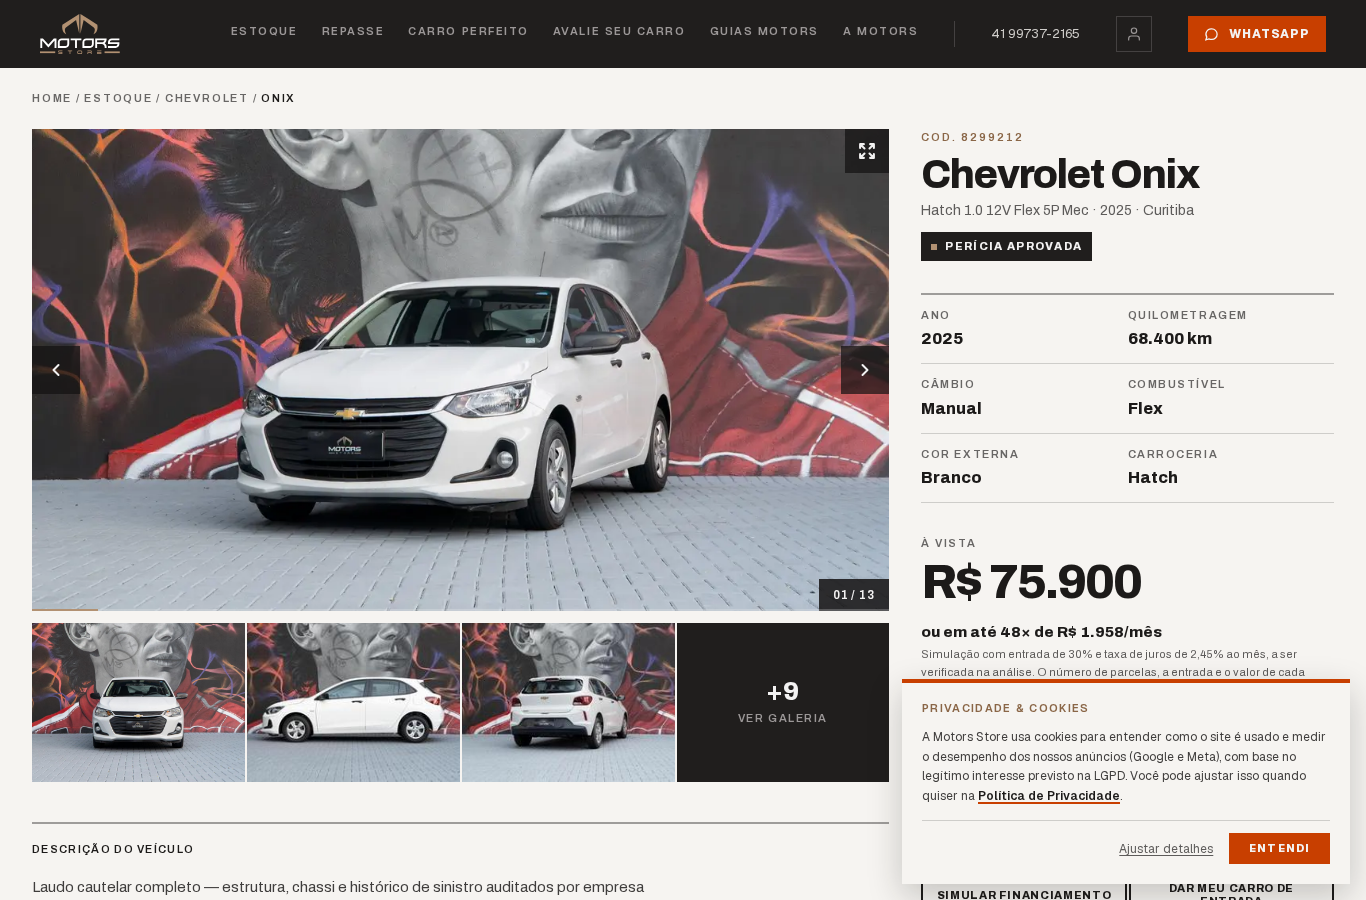 MOTORS
STORE
ESTOQUE
REPASSE
CARRO PERFEITO
AVALIE SEU CARRO
GUIAS MOTORS
A MOTORS
41 99737-2165
WHATSAPP
HOME / ESTOQUE / CHEVROLET / ONIX
MOTORS
01 / 13
+9
VER GALERIA
DESCRIÇÃO DO VEÍCULO
Laudo cautelar completo — estrutura, chassi e histórico de sinistro auditados por empresa
COD. 8299212
Chevrolet Onix
Hatch 1.0 12V Flex 5P Mec · 2025 · Curitiba
PERÍCIA APROVADA
ANO
QUILOMETRAGEM
2025
68.400 km
CÂMBIO
COMBUSTÍVEL
Manual
Flex
COR EXTERNA
CARROCERIA
Branco
Hatch
À VISTA
R$ 75.900
ou em até 48× de R$ 1.958/mês
Simulação com entrada de 30% e taxa de juros de 2,45% ao mês, a ser
verificada na análise. O número de parcelas, a entrada e o valor de cada
PRIVACIDADE & COOKIES
A Motors Store usa cookies para entender como o site é usado e medir
o desempenho dos nossos anúncios (Google e Meta), com base no
legítimo interesse previsto na LGPD. Você pode ajustar isso quando
quiser na Política de Privacidade.
Ajustar detalhes
ENTENDI
SIMULAR FINANCIAMENTO
DAR MEU CARRO DE
ENTRADA